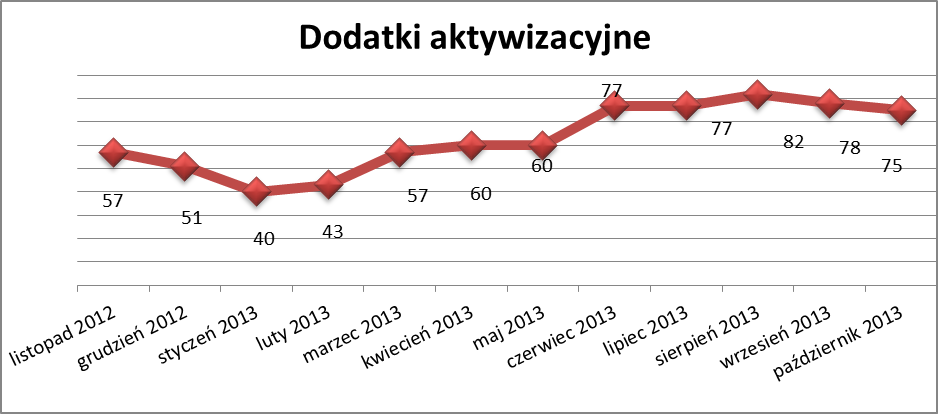 Dodatki aktywizacyjne
57
51
40
43
57
60
60
77
77
82
78
75
listopad 2012
grudzień 2012
styczeń 2013
luty 2013
marzec 2013
kwiecień 2013
maj 2013
czerwiec 2013
lipiec 2013
sierpień 2013
wrzesień 2013
październik 2013